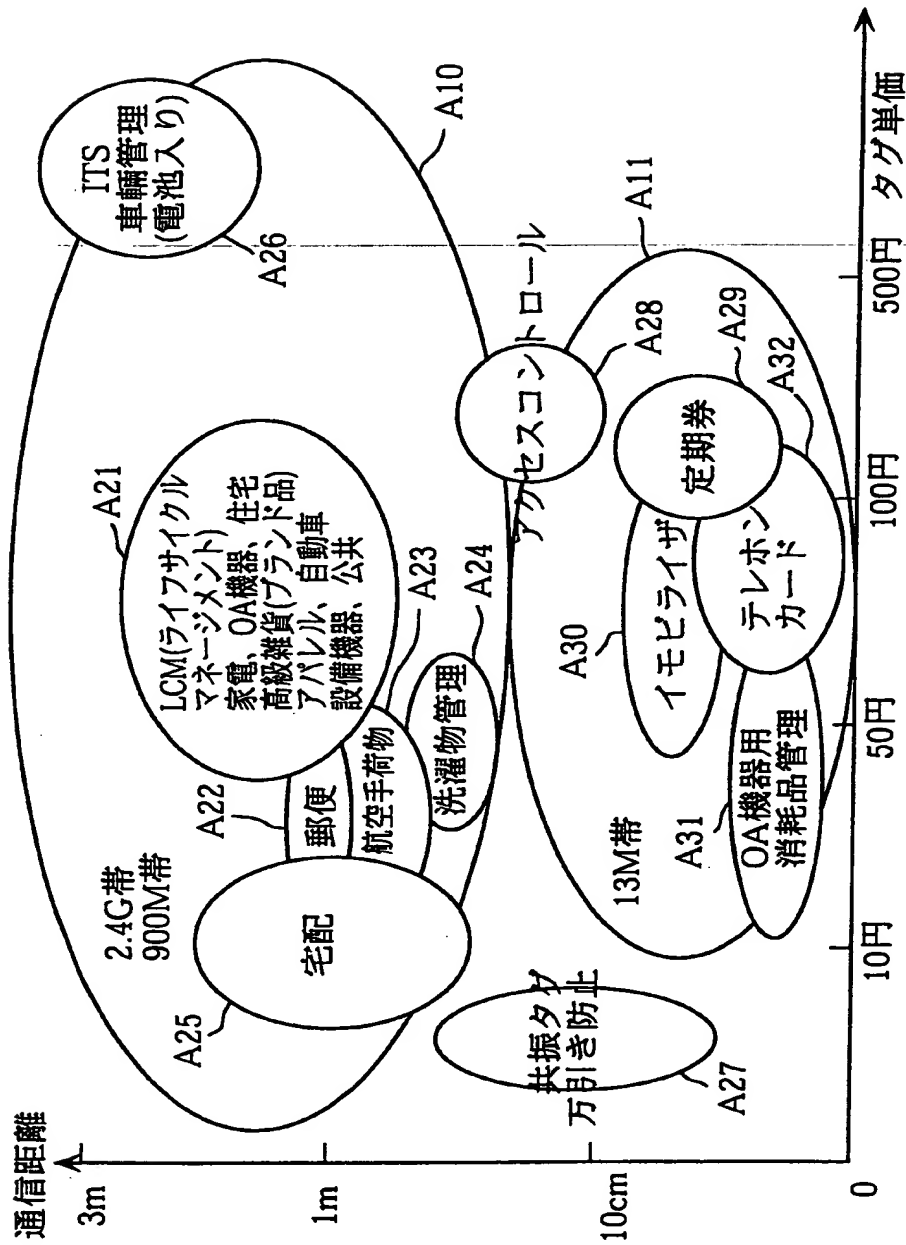 通信距離
3m
1m
10cm
0
10円
50円
100円
500円
タグ単価
2.4G帯
900M帯
A10
ITS
車輛管理
(電池入り)
A26
A21
LCM(ライフサイクル
マネージメント)
家電、OA機器、住宅
高級雑貨(ブランド品)
アパレル、自動車
設備機器、公共
A22
郵便
A23
航空手荷物
A24
洗濯物管理
A25
宅配
共振タグ
万引き防止
A27
13M帯
A11
アクセスコントロール
A28
定期券
A29
イモビライザ
A30
テレホン
カード
A32
OA機器用
消耗品管理
A31